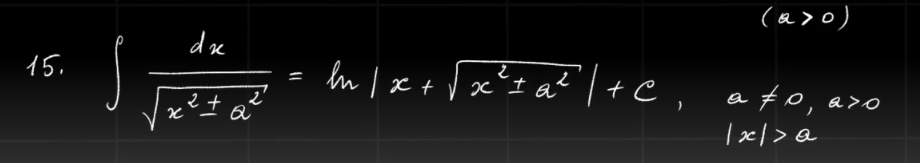 (a > 0)
15. ∫ dx / √(x² ± a²) = ln | x + √(x² ± a²) | + C , a ≠ 0, a > 0
|x| > a